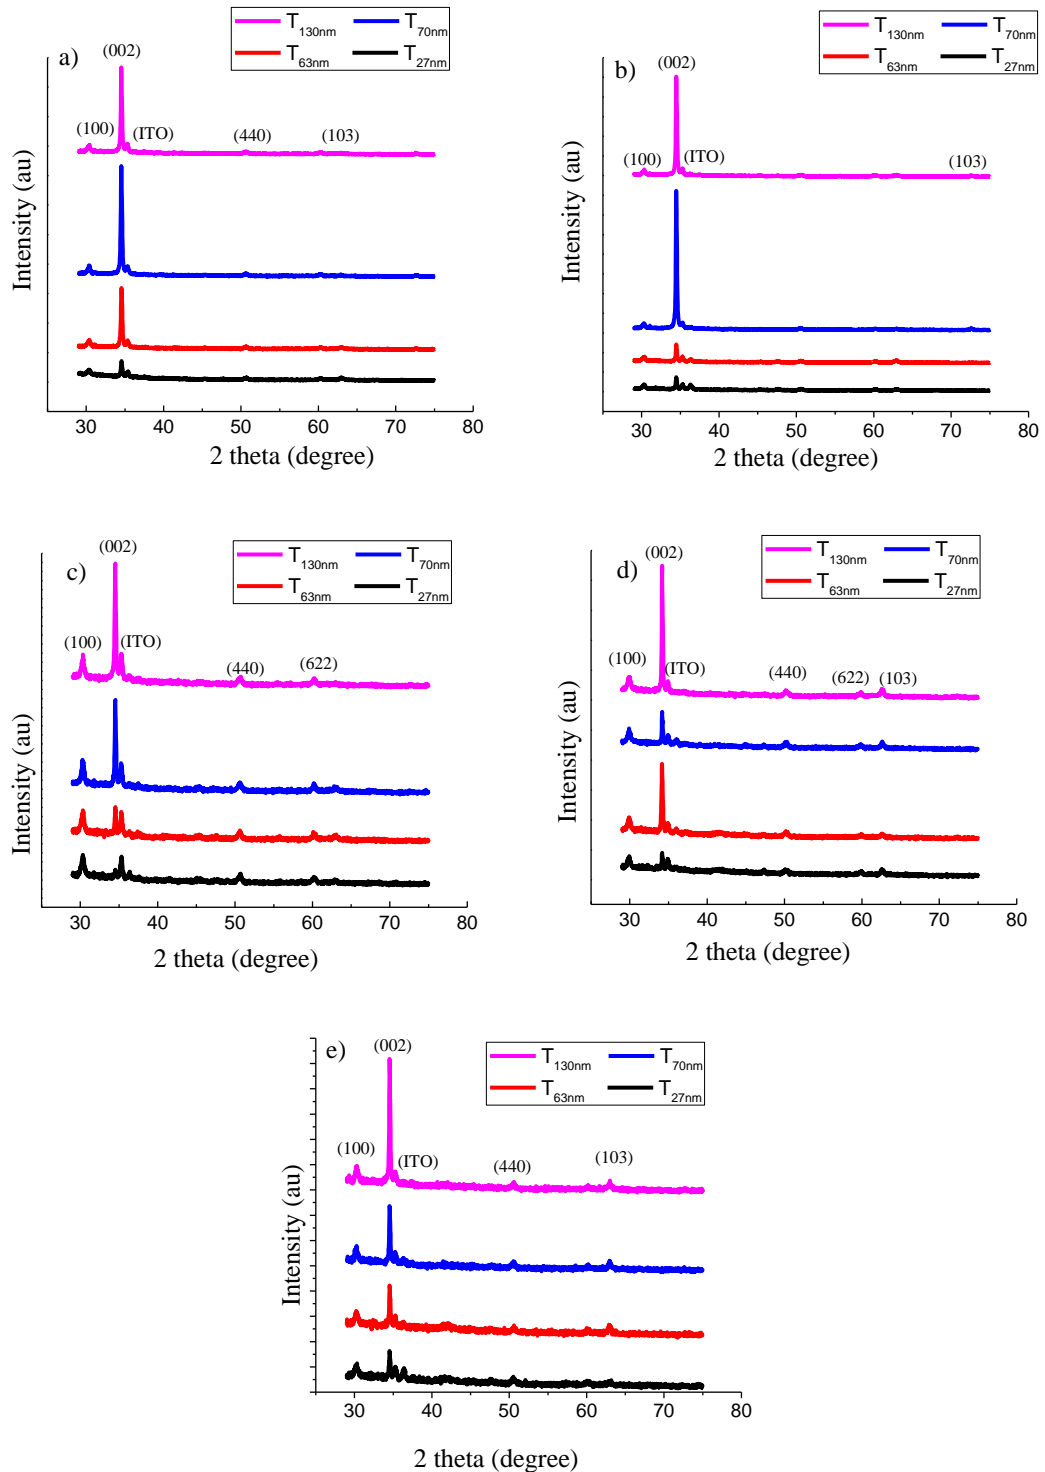 a)
T130nm T70nm
T63nm T27nm
(002)
(100) (ITO) (440) (103)
Intensity (au)
30 40 50 60 70 80
2 theta (degree)
b)
T130nm T70nm
T63nm T27nm
(002)
(100) (ITO) (103)
Intensity (au)
30 40 50 60 70 80
2 theta (degree)
c)
T130nm T70nm
T63nm T27nm
(002)
(100) (ITO) (440) (622)
Intensity (au)
30 40 50 60 70 80
2 theta (degree)
d)
T130nm T70nm
T63nm T27nm
(002)
(100) (ITO) (440) (622) (103)
Intensity (au)
30 40 50 60 70 80
2 theta (degree)
e)
T130nm T70nm
T63nm T27nm
(002)
(100) (ITO) (440) (103)
Intensity (au)
30 40 50 60 70 80
2 theta (degree)